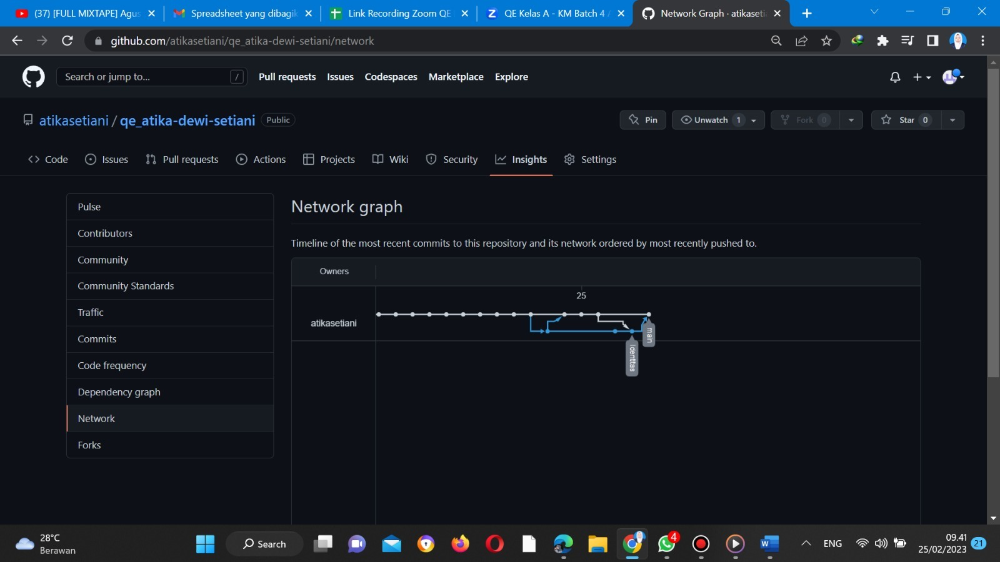 (37) [FULL MIXTAPE] Agus
Spreadsheet yang dibagik
Link Recording Zoom QE
QE Kelas A - KM Batch 4
Network Graph · atikaseti
github.com/atikasetiani/qe_atika-dewi-setiani/network
Search or jump to... /
Pull requests Issues Codespaces Marketplace Explore
atikasetiani / qe_atika-dewi-setiani Public
Pin Unwatch 1 Fork 0 Star 0
Code Issues Pull requests Actions Projects Wiki Security Insights Settings
Pulse
Contributors
Community
Community Standards
Traffic
Commits
Code frequency
Dependency graph
Network
Forks
Network graph
Timeline of the most recent commits to this repository and its network ordered by most recently pushed to.
Owners
25
atikasetiani
main
identitas
28°C
Berawan
Search
4
W
ENG
09.41
25/02/2023
21